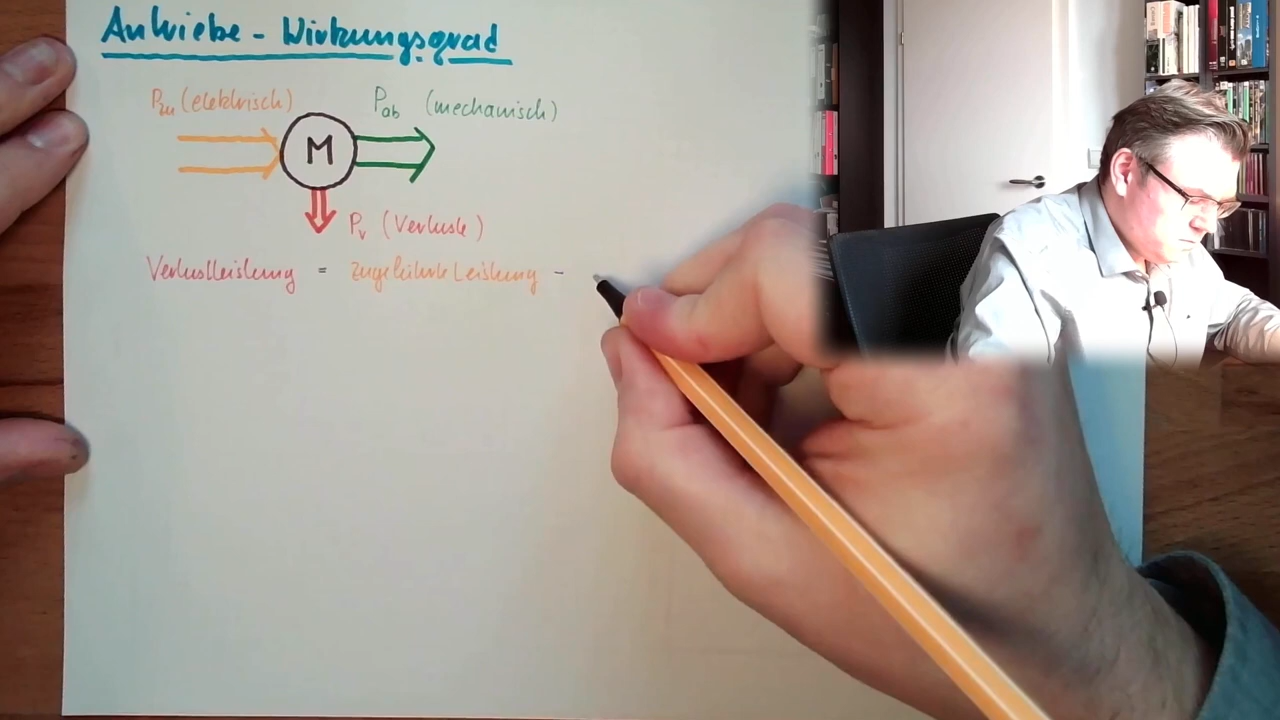 Antriebe - Wirkungsgrad
Pzu (elektrisch) Pab (mechanisch)
M
Pv (Verluste)
Verlustleistung = zugeführte Leistung -